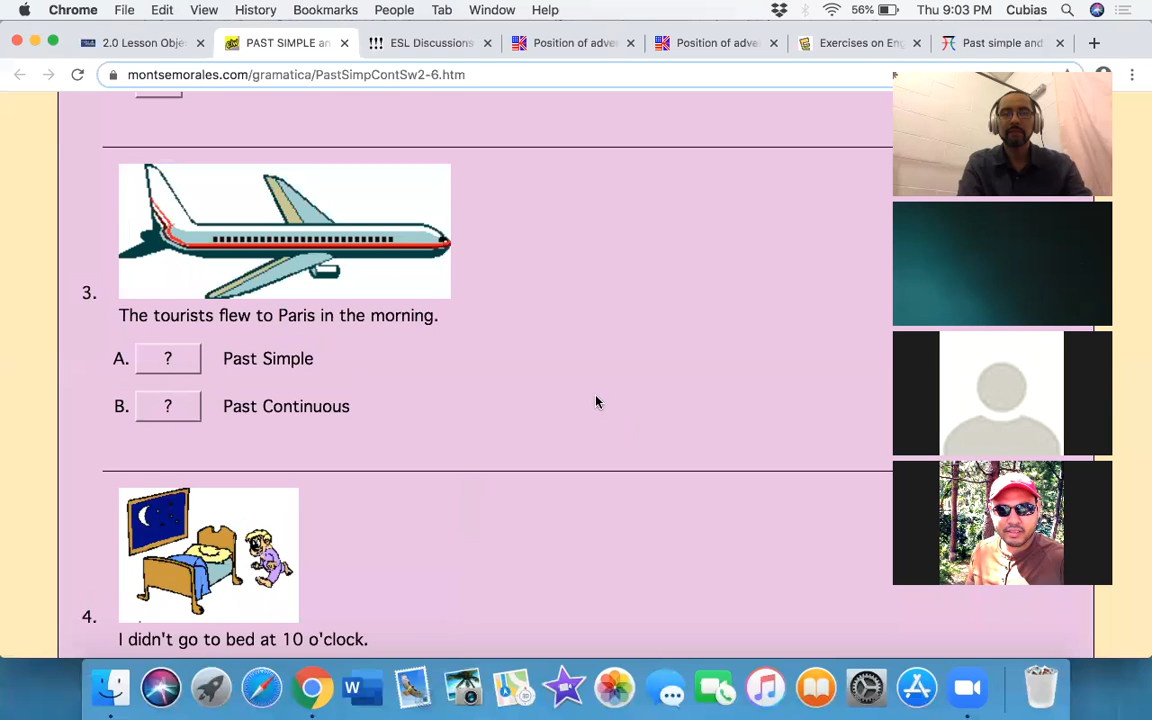 Chrome File Edit View History Bookmarks People Tab Window Help 56% Thu 9:03 PM Cubias
2.0 Lesson Obje PAST SIMPLE an ESL Discussions Position of adve Position of adve Exercises on En Past simple and
montsemorales.com/gramatica/PastSimpContSw2-6.htm
3.
The tourists flew to Paris in the morning.
A. ? Past Simple
B. ? Past Continuous
4.
I didn't go to bed at 10 o'clock.
W